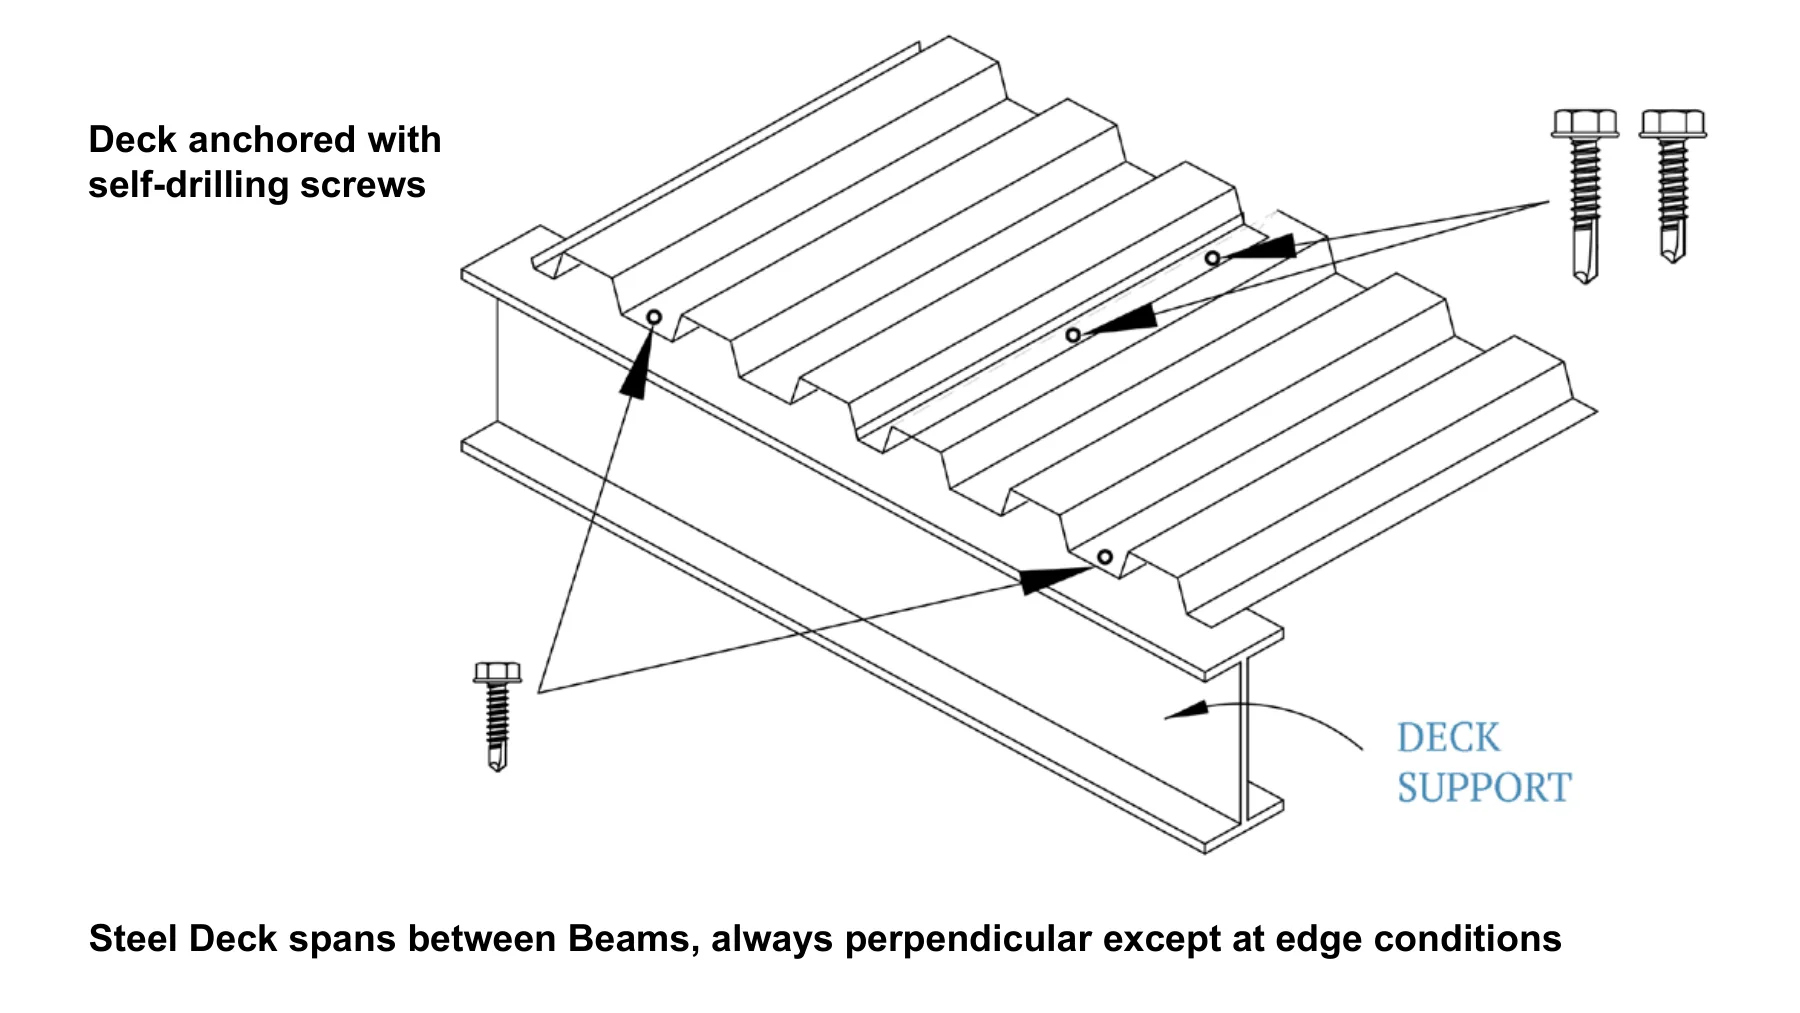 Deck anchored with
self-drilling screws
DECK
SUPPORT
Steel Deck spans between Beams, always perpendicular except at edge conditions